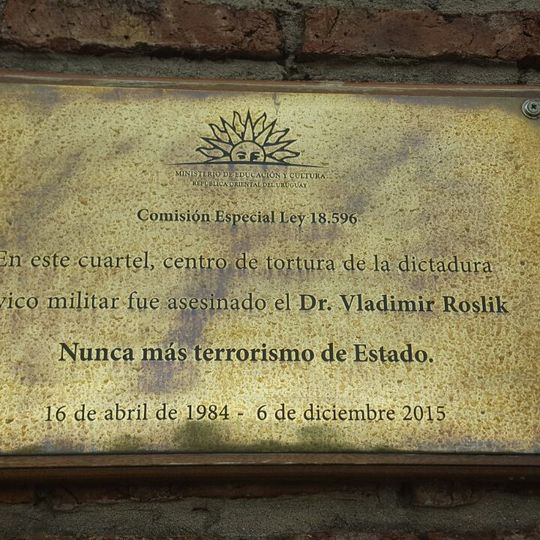 MINISTERIO DE EDUCACIÓN Y CULTURA
REPÚBLICA ORIENTAL DEL URUGUAY
Comisión Especial Ley 18.596
En este cuartel, centro de tortura de la dictadura
vico militar fue asesinado el Dr. Vladimir Roslik
Nunca más terrorismo de Estado.
16 de abril de 1984 - 6 de diciembre 2015